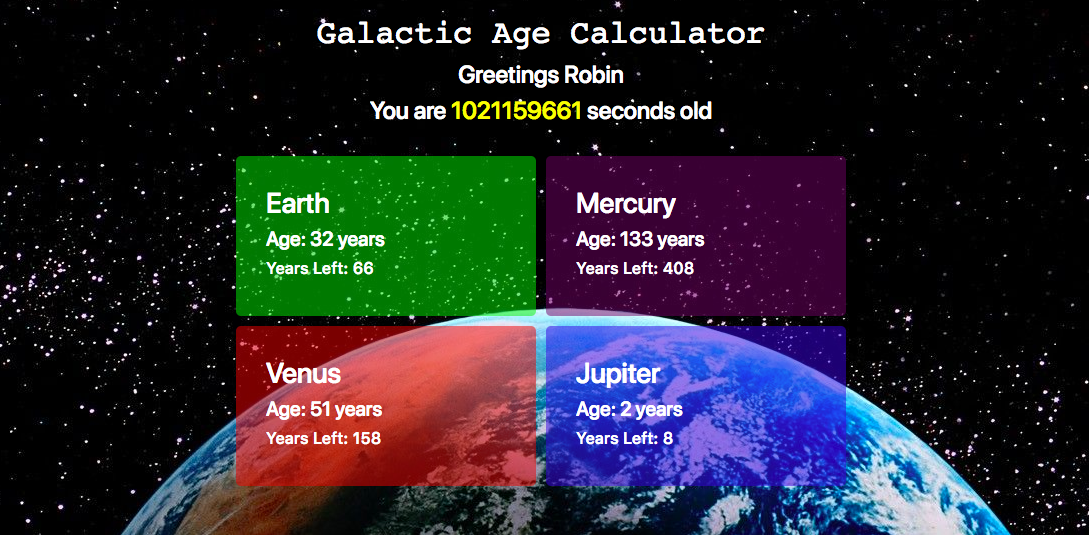 Galactic Age Calculator
Greetings Robin
You are 1021159661 seconds old
Earth
Age: 32 years
Years Left: 66
Mercury
Age: 133 years
Years Left: 408
Venus
Age: 51 years
Years Left: 158
Jupiter
Age: 2 years
Years Left: 8